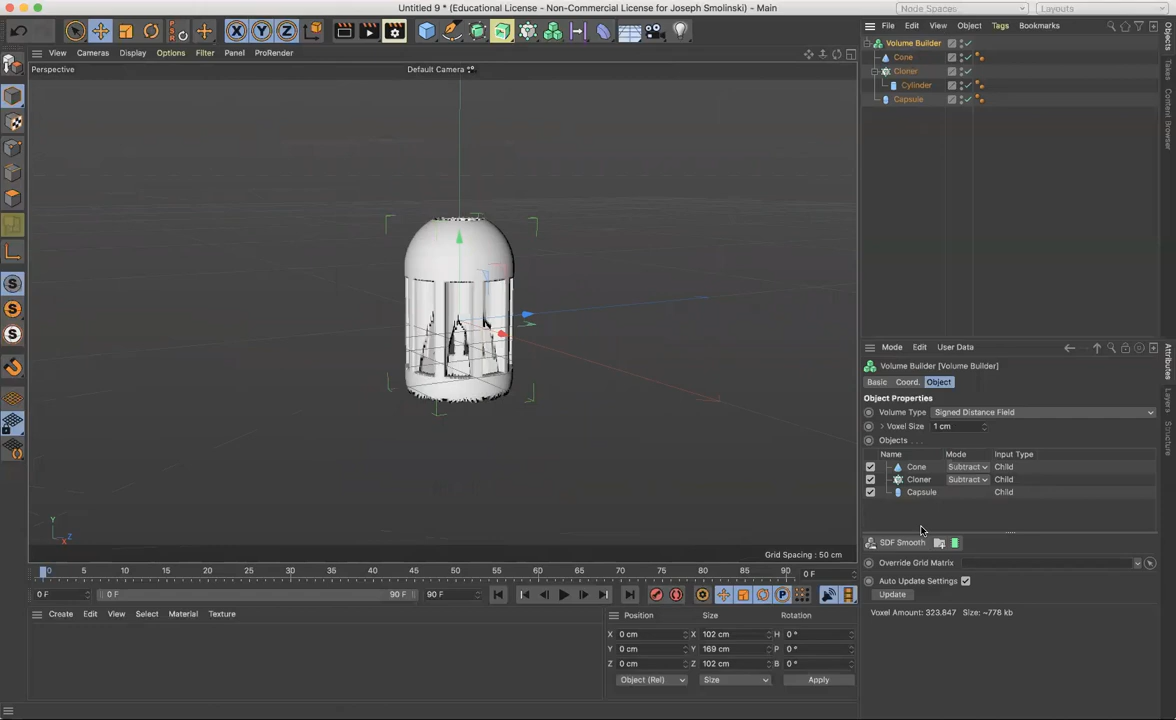 Untitled 9 * (Educational License - Non-Commercial License for Joseph Smolinski) - Main
Node Spaces
Layouts
File Edit View Object Tags Bookmarks
View Cameras Display Options Filter Panel ProRender
Perspective
Default Camera
Volume Builder
Cone
Cloner
Cylinder
Capsule
Objects
Takes
Content Browser
Mode Edit User Data
Volume Builder [Volume Builder]
Basic Coord. Object
Object Properties
Volume Type Signed Distance Field
Voxel Size 1 cm
Objects . . .
Name Mode Input Type
Cone Subtract Child
Cloner Subtract Child
Capsule Child
SDF Smooth
Override Grid Matrix
Auto Update Settings
Update
Voxel Amount: 323.847 Size: ~778 kb
Attributes
Layers
Structure
Y
X Z
Grid Spacing : 50 cm
0 5 10 15 20 25 30 35 40 45 50 55 60 65 70 75 80 85 90
0 F
0 F 0 F 90 F 90 F
Create Edit View Select Material Texture
Position Size Rotation
X 0 cm X 102 cm H 0 °
Y 0 cm Y 169 cm P 0 °
Z 0 cm Z 102 cm B 0 °
Object (Rel) Size Apply